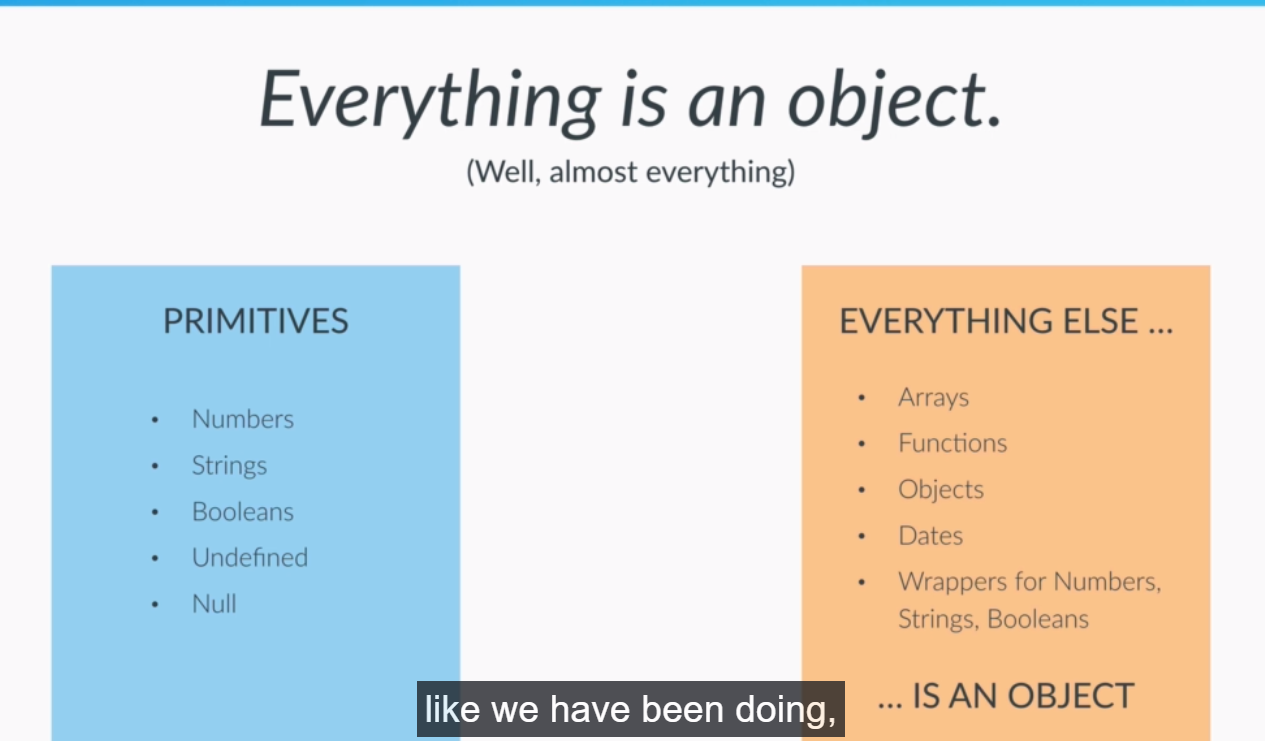 Everything is an object.
(Well, almost everything)
PRIMITIVES
• Numbers
• Strings
• Booleans
• Undefined
• Null
EVERYTHING ELSE ...
• Arrays
• Functions
• Objects
• Dates
• Wrappers for Numbers,
Strings, Booleans
... IS AN OBJECT
like we have been doing,